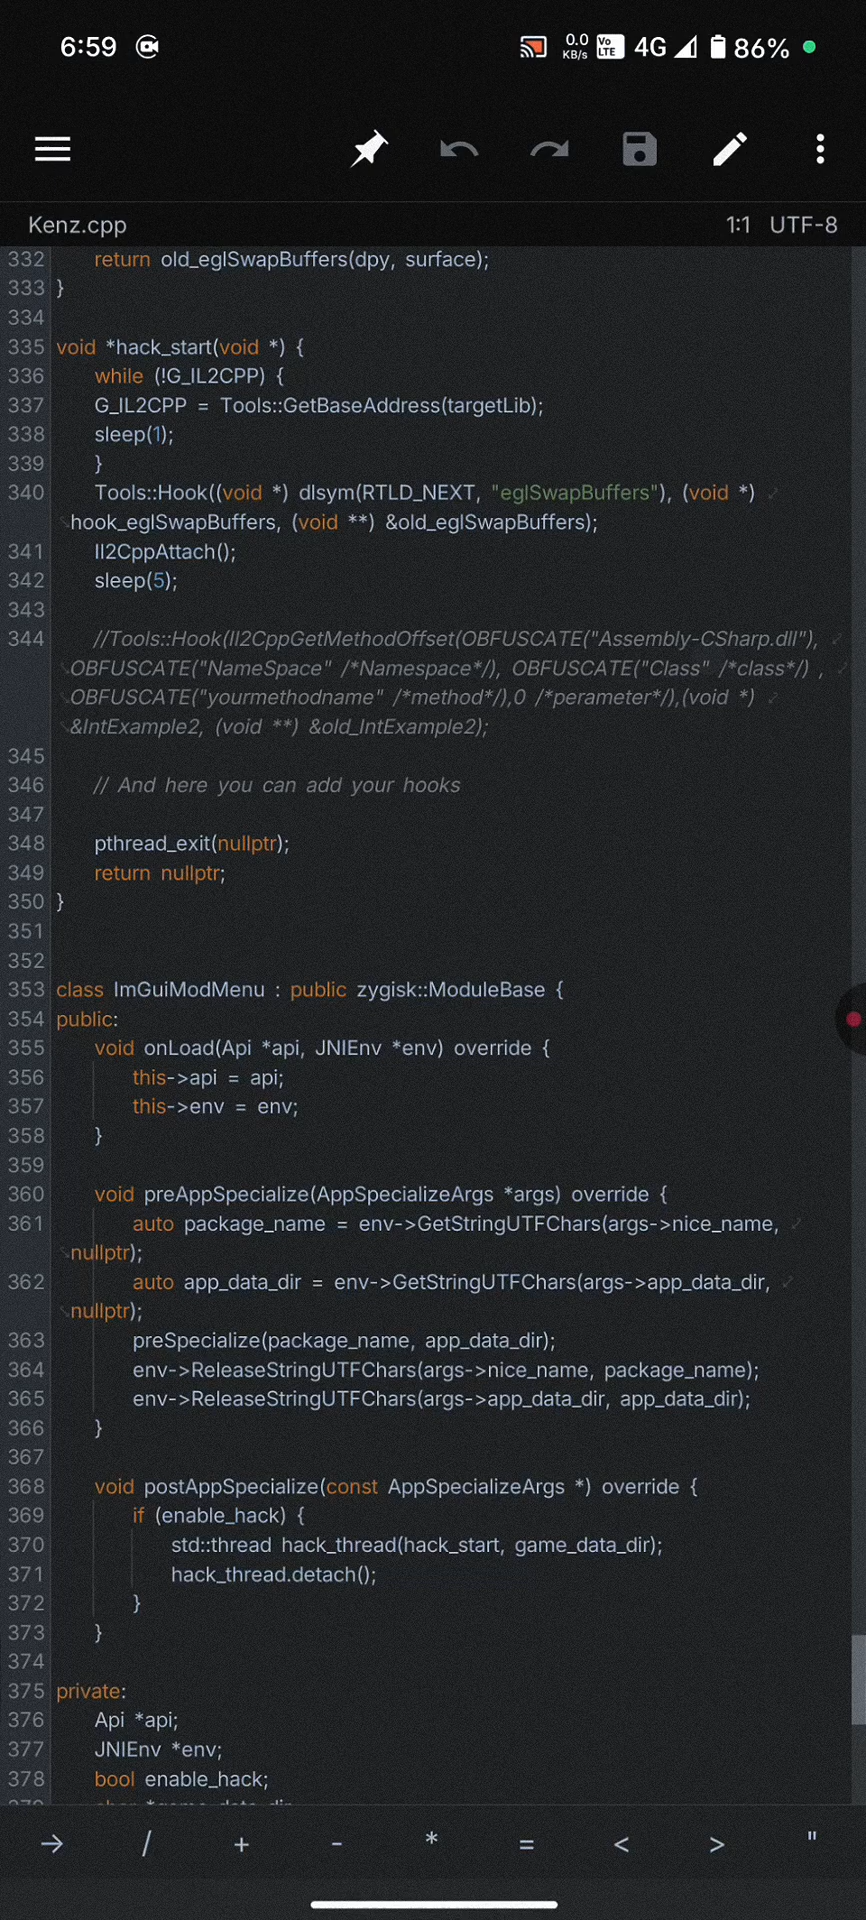 6:59 0.0 KB/s Vo LTE 4G 86%
Kenz.cpp 1:1 UTF-8
332 return old_eglSwapBuffers(dpy, surface);
333 }
334
335 void *hack_start(void *) {
336 while (!G_IL2CPP) {
337 G_IL2CPP = Tools::GetBaseAddress(targetLib);
338 sleep(1);
339 }
340 Tools::Hook((void *) dlsym(RTLD_NEXT, "eglSwapBuffers"), (void *)
hook_eglSwapBuffers, (void **) &old_eglSwapBuffers);
341 Il2CppAttach();
342 sleep(5);
343
344 //Tools::Hook(Il2CppGetMethodOffset(OBFUSCATE("Assembly-CSharp.dll"),
OBFUSCATE("NameSpace" /*Namespace*/), OBFUSCATE("Class" /*class*/) ,
OBFUSCATE("yourmethodname" /*method*/),0 /*perameter*/),(void *)
&IntExample2, (void **) &old_IntExample2);
345
346 // And here you can add your hooks
347
348 pthread_exit(nullptr);
349 return nullptr;
350 }
351
352
353 class ImGuiModMenu : public zygisk::ModuleBase {
354 public:
355 void onLoad(Api *api, JNIEnv *env) override {
356 this->api = api;
357 this->env = env;
358 }
359
360 void preAppSpecialize(AppSpecializeArgs *args) override {
361 auto package_name = env->GetStringUTFChars(args->nice_name,
nullptr);
362 auto app_data_dir = env->GetStringUTFChars(args->app_data_dir,
nullptr);
363 preSpecialize(package_name, app_data_dir);
364 env->ReleaseStringUTFChars(args->nice_name, package_name);
365 env->ReleaseStringUTFChars(args->app_data_dir, app_data_dir);
366 }
367
368 void postAppSpecialize(const AppSpecializeArgs *) override {
369 if (enable_hack) {
370 std::thread hack_thread(hack_start, game_data_dir);
371 hack_thread.detach();
372 }
373 }
374
375 private:
376 Api *api;
377 JNIEnv *env;
378 bool enable_hack;
→ / + - * = < > "